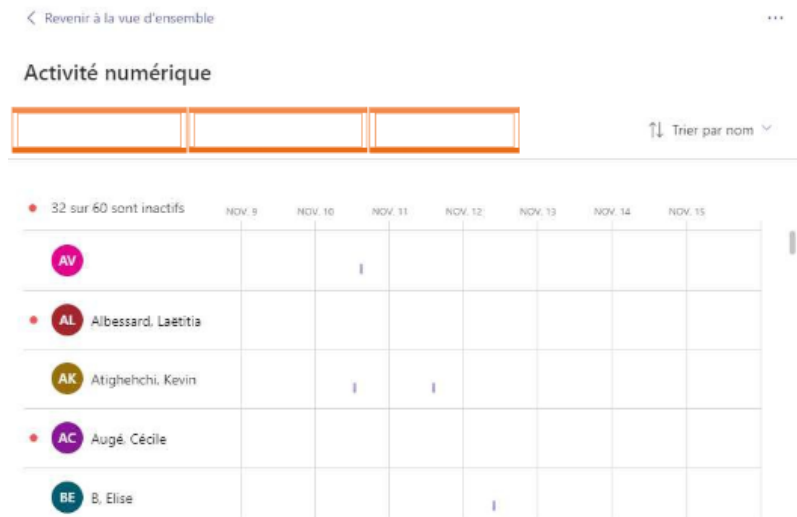 Revenir à la vue d'ensemble
Activité numérique
Trier par nom
32 sur 60 sont inactifs
NOV. 9 NOV. 10 NOV. 11 NOV. 12 NOV. 13 NOV. 14 NOV. 15
AV
AL Albessard, Laëtitia
AK Atighehchi, Kevin
AC Augé, Cécile
BE B, Elise